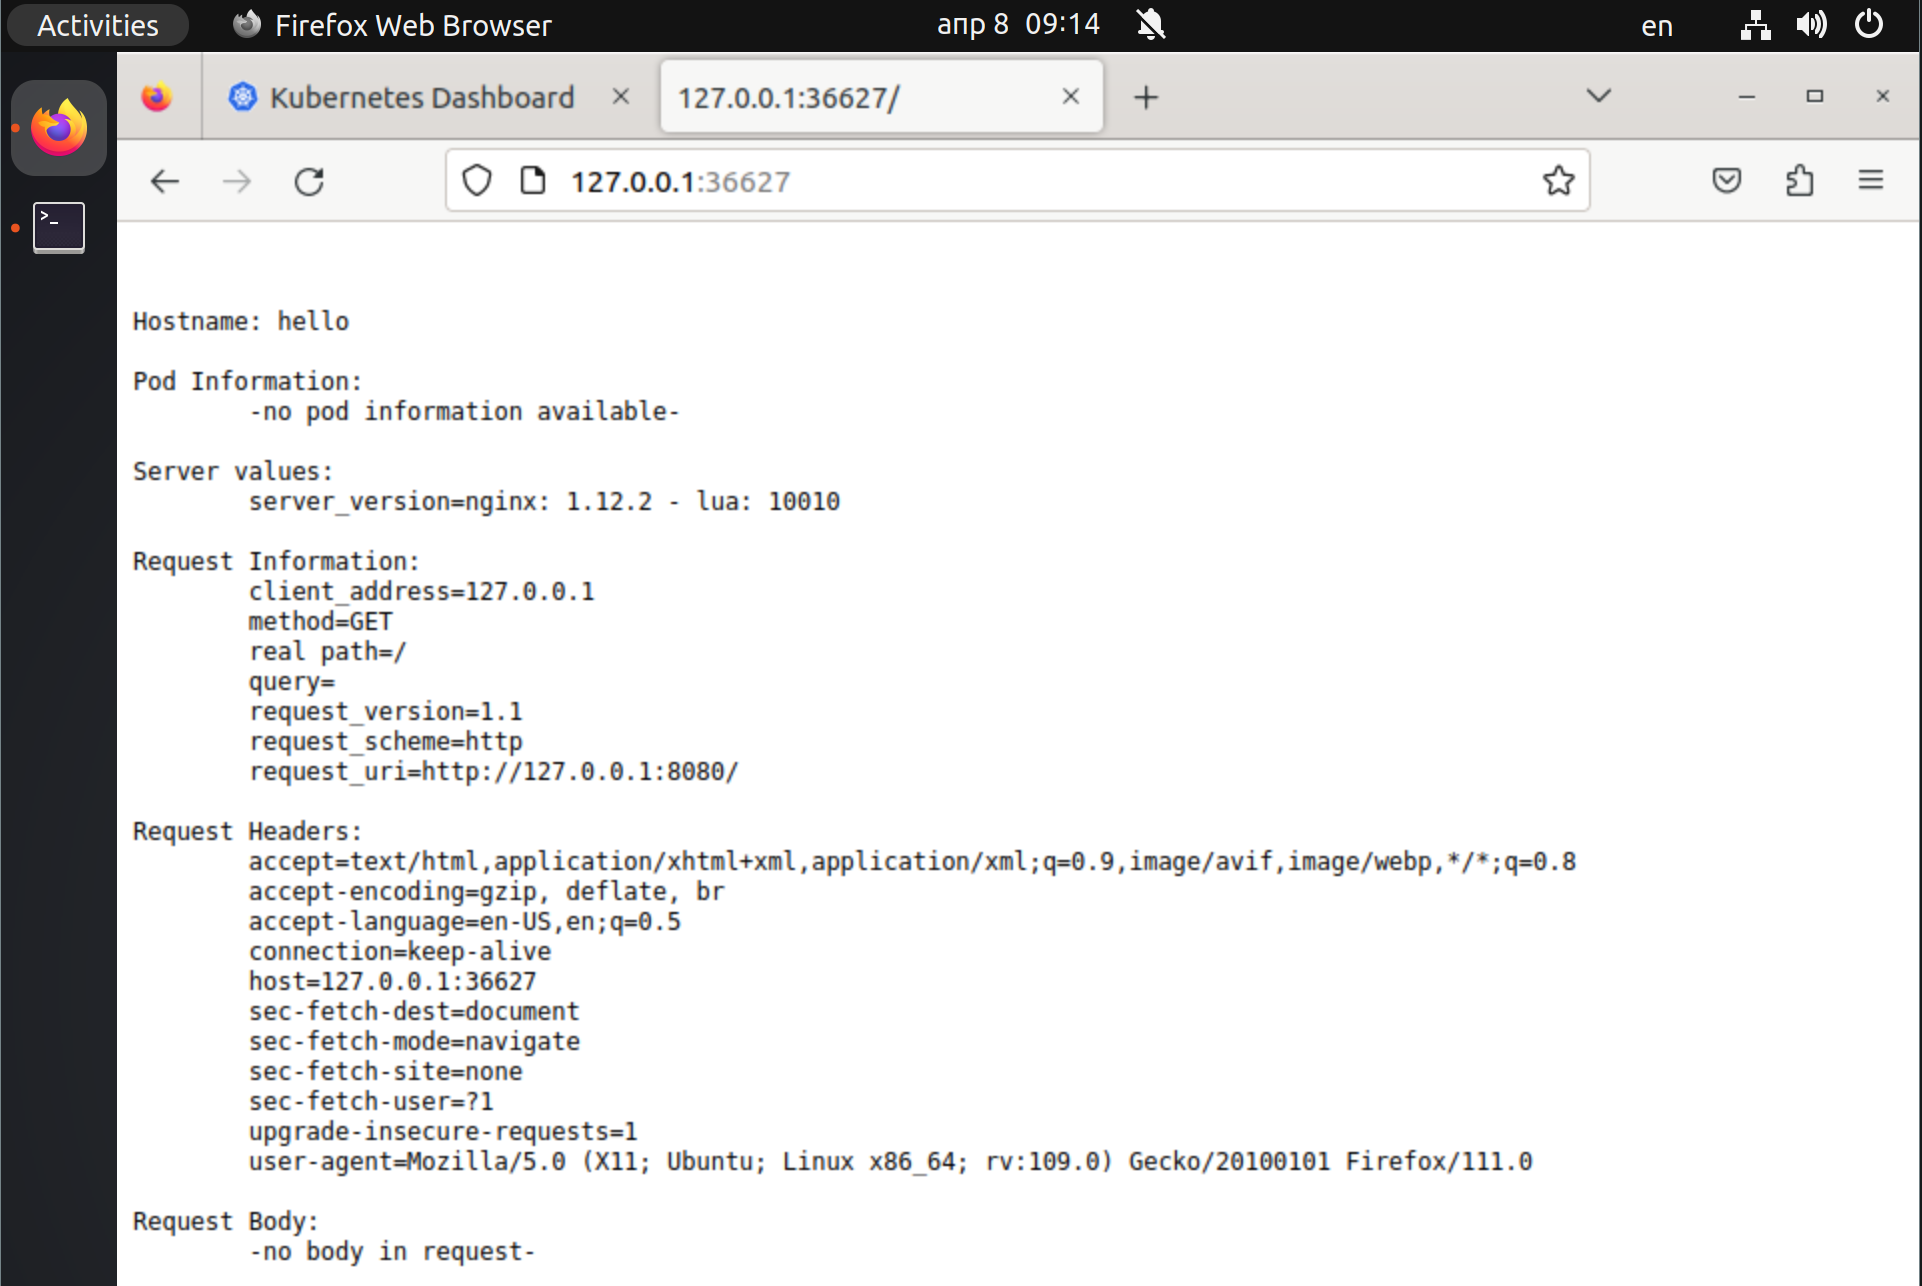 Activities Firefox Web Browser апр 8 09:14 en
Kubernetes Dashboard 127.0.0.1:36627/
127.0.0.1:36627
>_
Hostname: hello
Pod Information:
-no pod information available-
Server values:
server_version=nginx: 1.12.2 - lua: 10010
Request Information:
client_address=127.0.0.1
method=GET
real path=/
query=
request_version=1.1
request_scheme=http
request_uri=http://127.0.0.1:8080/
Request Headers:
accept=text/html,application/xhtml+xml,application/xml;q=0.9,image/avif,image/webp,*/*;q=0.8
accept-encoding=gzip, deflate, br
accept-language=en-US,en;q=0.5
connection=keep-alive
host=127.0.0.1:36627
sec-fetch-dest=document
sec-fetch-mode=navigate
sec-fetch-site=none
sec-fetch-user=?1
upgrade-insecure-requests=1
user-agent=Mozilla/5.0 (X11; Ubuntu; Linux x86_64; rv:109.0) Gecko/20100101 Firefox/111.0
Request Body:
-no body in request-